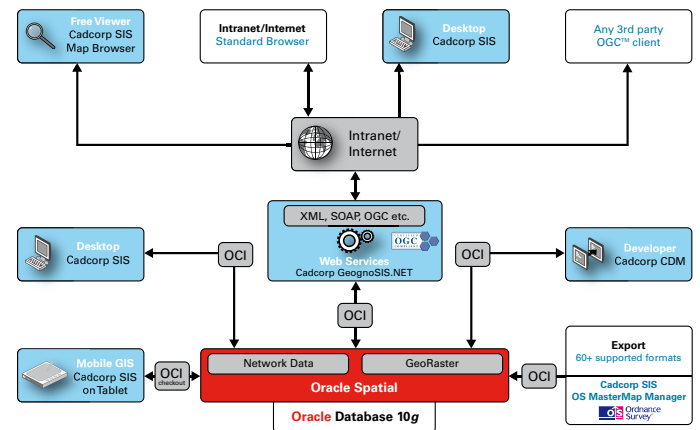 Free Viewer
Cadcorp SIS
Map Browser
Intranet/Internet
Standard Browser
Desktop
Cadcorp SIS
Any 3rd party
OGC™ client
Intranet/
Internet
XML, SOAP, OGC etc.
OGC
Web Services
Cadcorp GeognoSIS.NET
Desktop
Cadcorp SIS
OCI
OCI
Developer
Cadcorp CDM
OCI
Mobile GIS
Cadcorp SIS
on Tablet
OCI
checkout
Network Data
GeoRaster
Oracle Spatial
Oracle Database 10g
OCI
Export
60+ supported formats
Cadcorp SIS
OS MasterMap Manager
Ordnance
Survey®